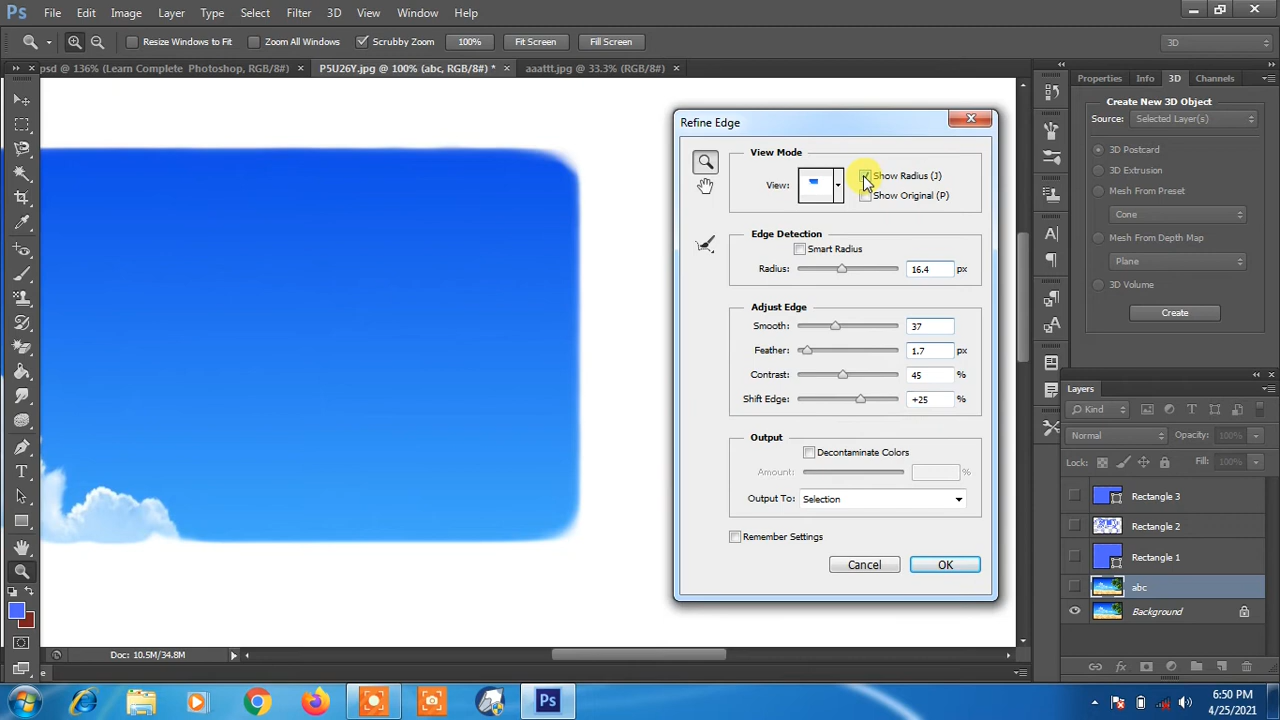 Ps File Edit Image Layer Type Select Filter 3D View Window Help
Resize Windows to Fit Zoom All Windows Scrubby Zoom 100% Fit Screen Fill Screen 3D
psd @ 136% (Learn Complete Photoshop, RGB/8#) × P5U26Y.jpg @ 100% (abc, RGB/8#) * × aaattt.jpg @ 33.3% (RGB/8#) ×
Refine Edge
View Mode
View:
Show Radius (J)
Show Original (P)
Edge Detection
Smart Radius
Radius: 16.4 px
Adjust Edge
Smooth: 37
Feather: 1.7 px
Contrast: 45 %
Shift Edge: +25 %
Output
Decontaminate Colors
Amount: %
Output To: Selection
Remember Settings
Cancel OK
Properties Info 3D Channels
Create New 3D Object
Source: Selected Layer(s)
3D Postcard
3D Extrusion
Mesh From Preset
Cone
Mesh From Depth Map
Plane
3D Volume
Create
Layers
Kind
Normal Opacity: 100%
Lock: Fill: 100%
Rectangle 3
Rectangle 2
Rectangle 1
abc
Background
Doc: 10.5M/34.8M
Ps
6:50 PM
4/25/2021